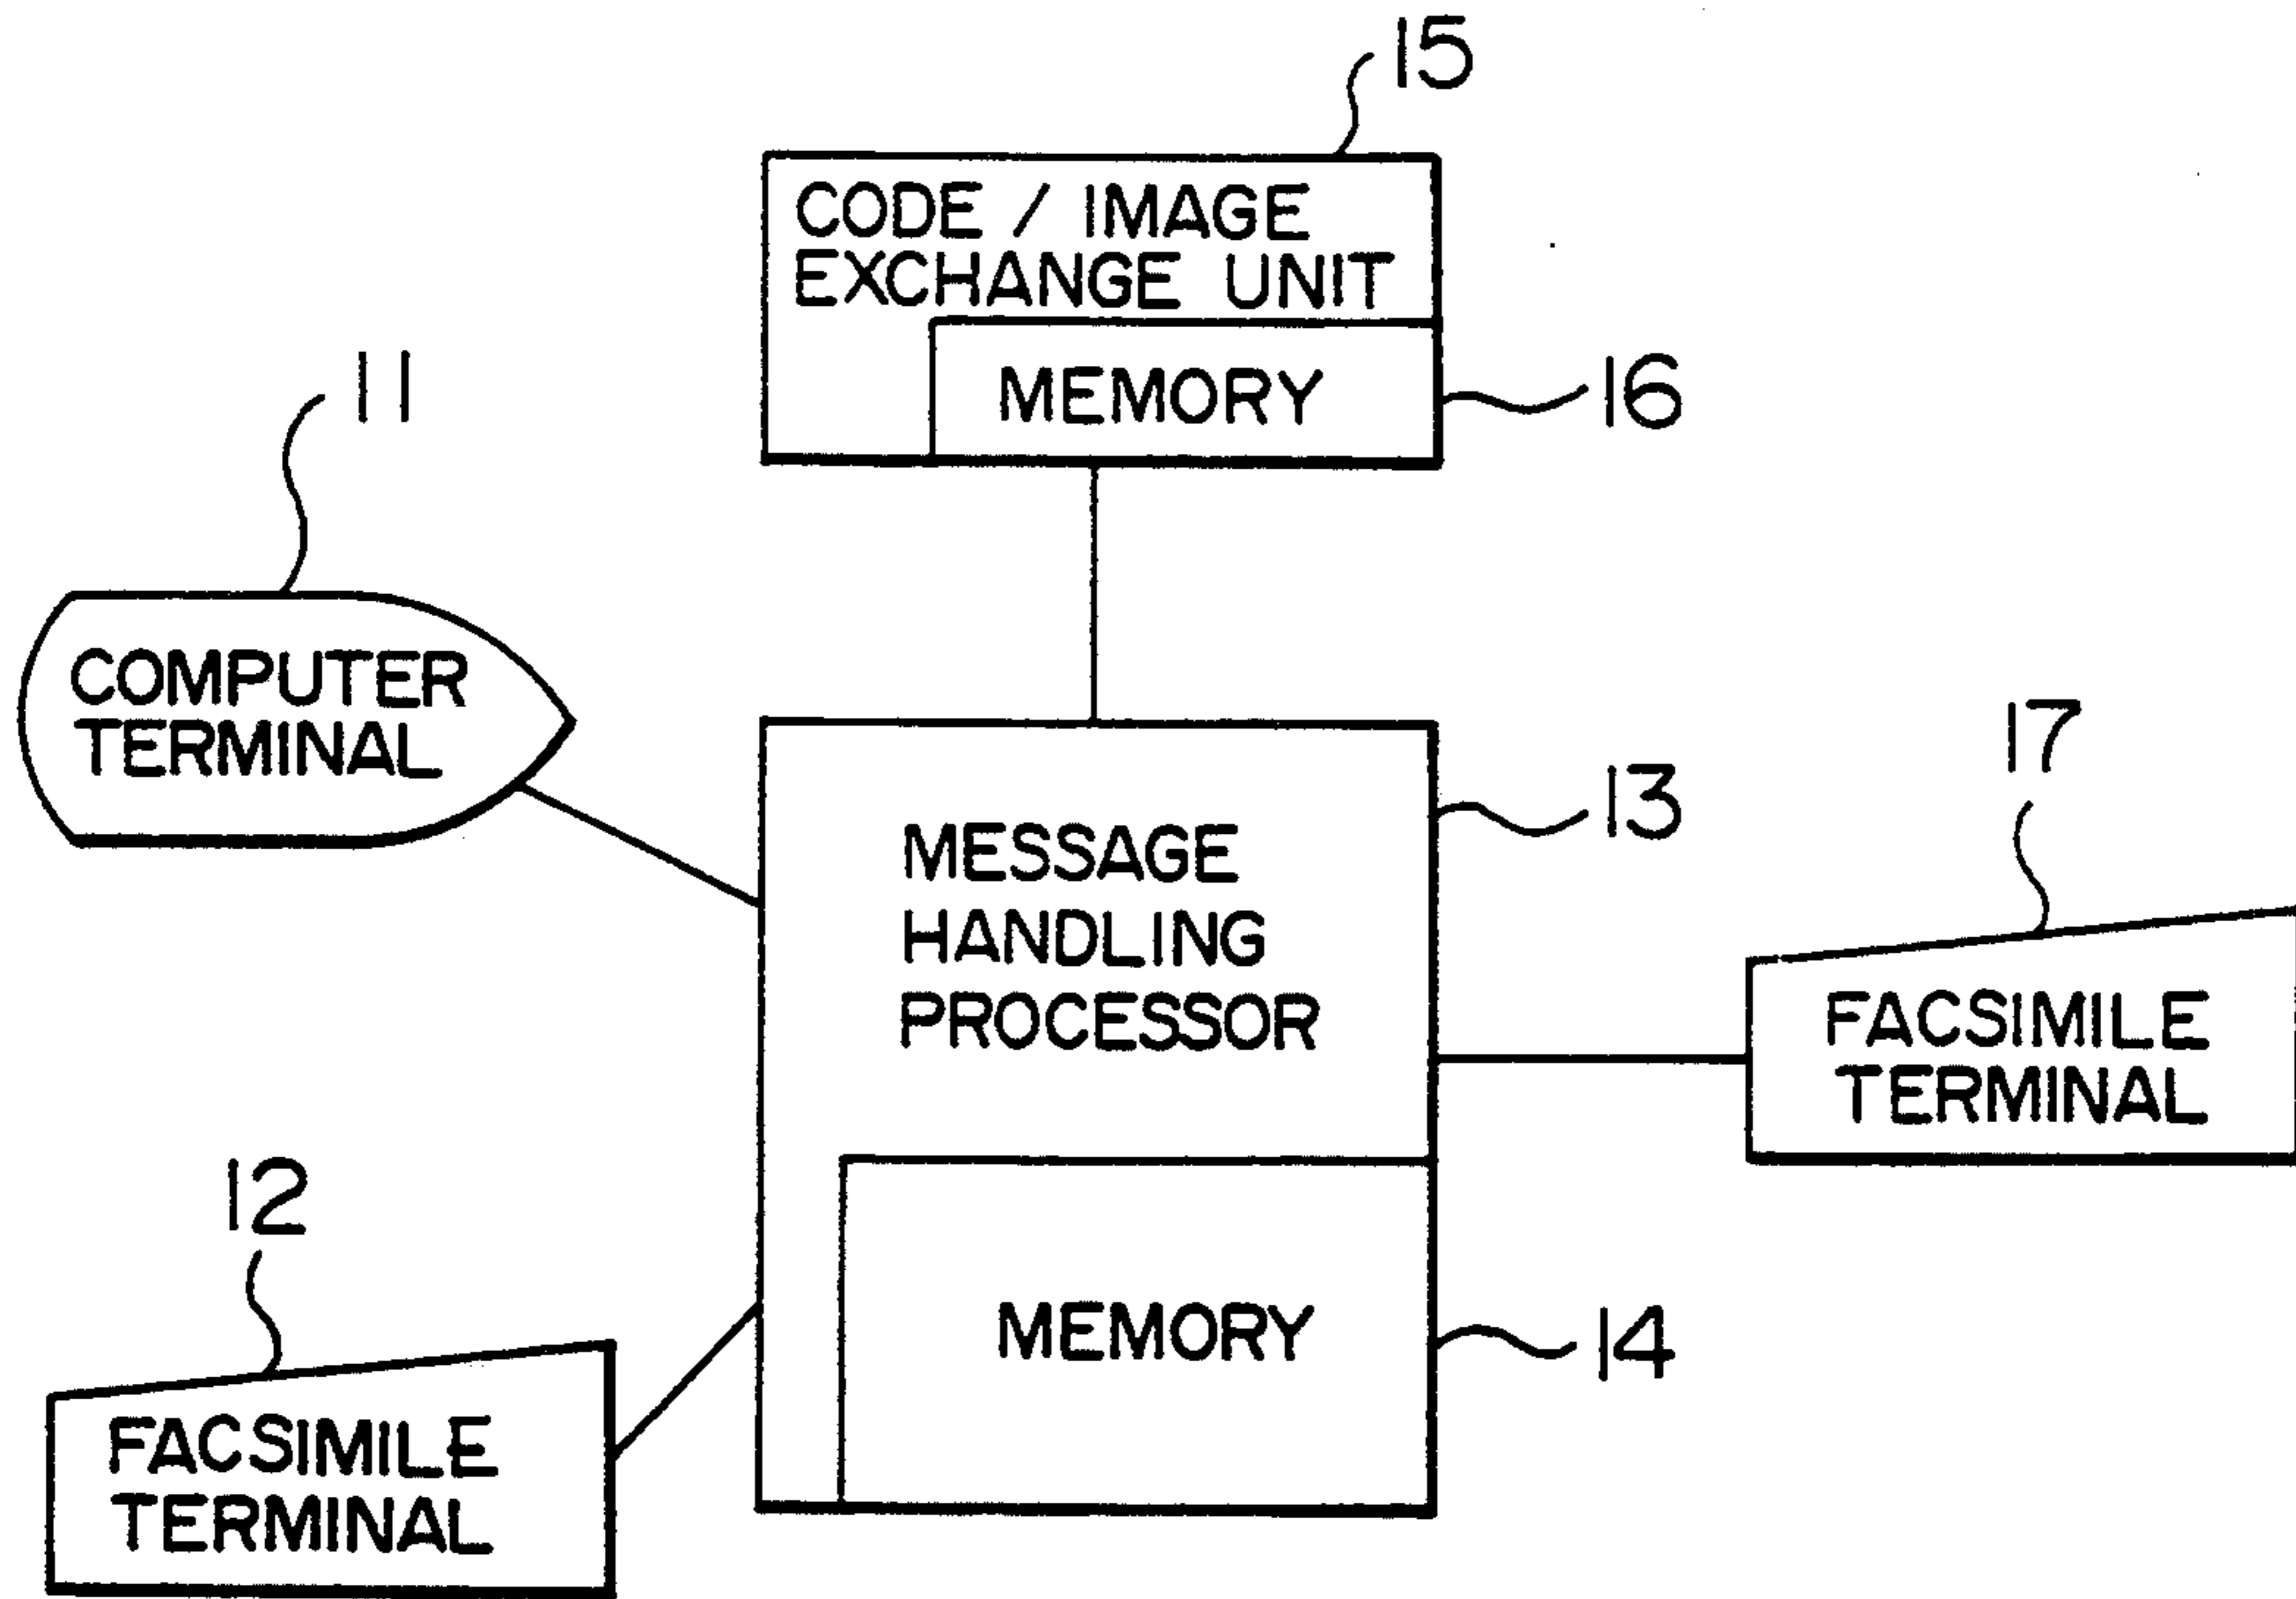 15
CODE / IMAGE
EXCHANGE UNIT
MEMORY
16
11
COMPUTER
TERMINAL
13
MESSAGE
HANDLING
PROCESSOR
17
FACSIMILE
TERMINAL
MEMORY
14
12
FACSIMILE
TERMINAL